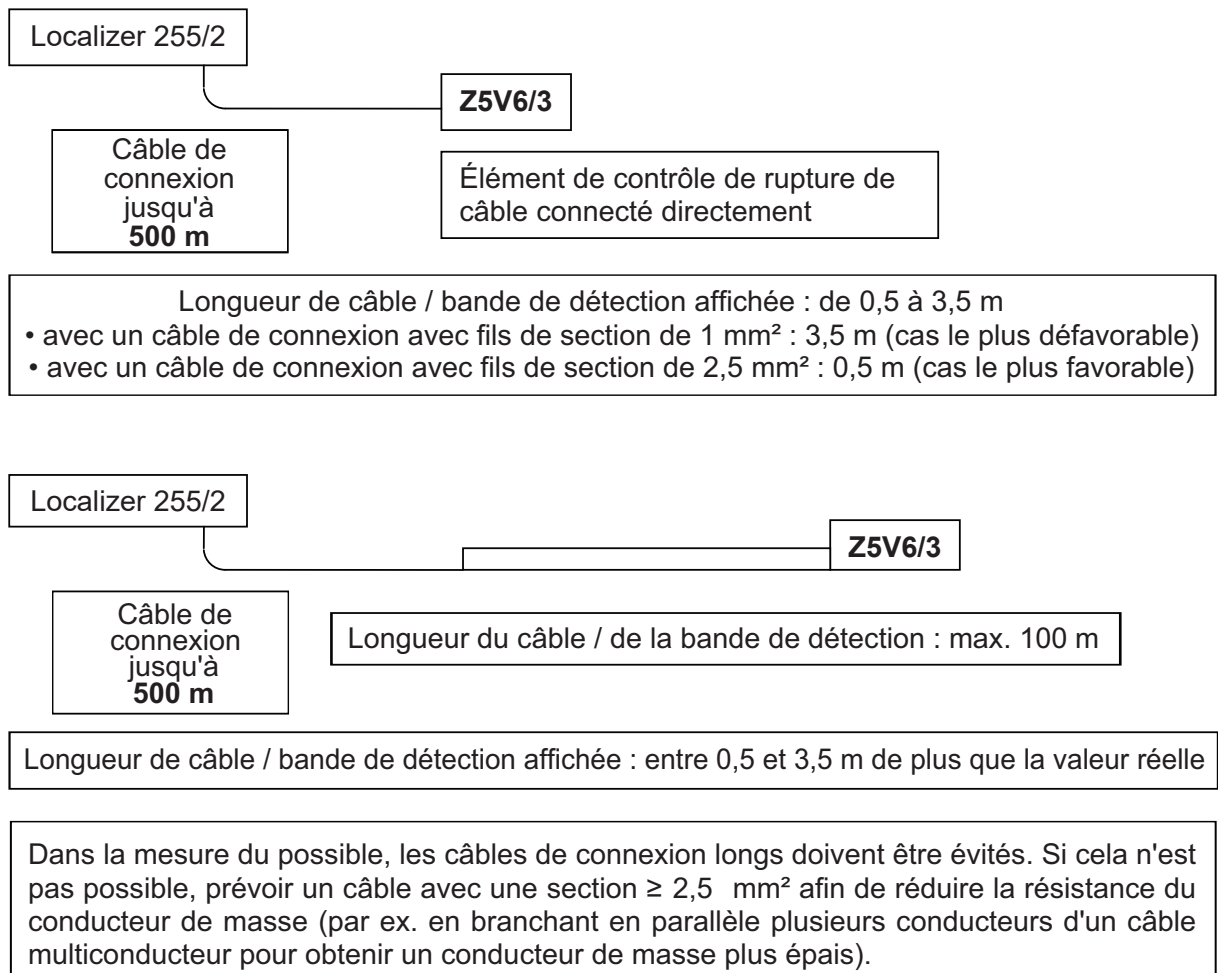 Localizer 255/2
Z5V6/3
Câble de
connexion
jusqu'à
500 m
Élément de contrôle de rupture de
câble connecté directement
Longueur de câble / bande de détection affichée : de 0,5 à 3,5 m
• avec un câble de connexion avec fils de section de 1 mm² : 3,5 m (cas le plus défavorable)
• avec un câble de connexion avec fils de section de 2,5 mm² : 0,5 m (cas le plus favorable)
Localizer 255/2
Z5V6/3
Câble de
connexion
jusqu'à
500 m
Longueur du câble / de la bande de détection : max. 100 m
Longueur de câble / bande de détection affichée : entre 0,5 et 3,5 m de plus que la valeur réelle
Dans la mesure du possible, les câbles de connexion longs doivent être évités. Si cela n'est
pas possible, prévoir un câble avec une section ≥ 2,5 mm² afin de réduire la résistance du
conducteur de masse (par ex. en branchant en parallèle plusieurs conducteurs d'un câble
multiconducteur pour obtenir un conducteur de masse plus épais).